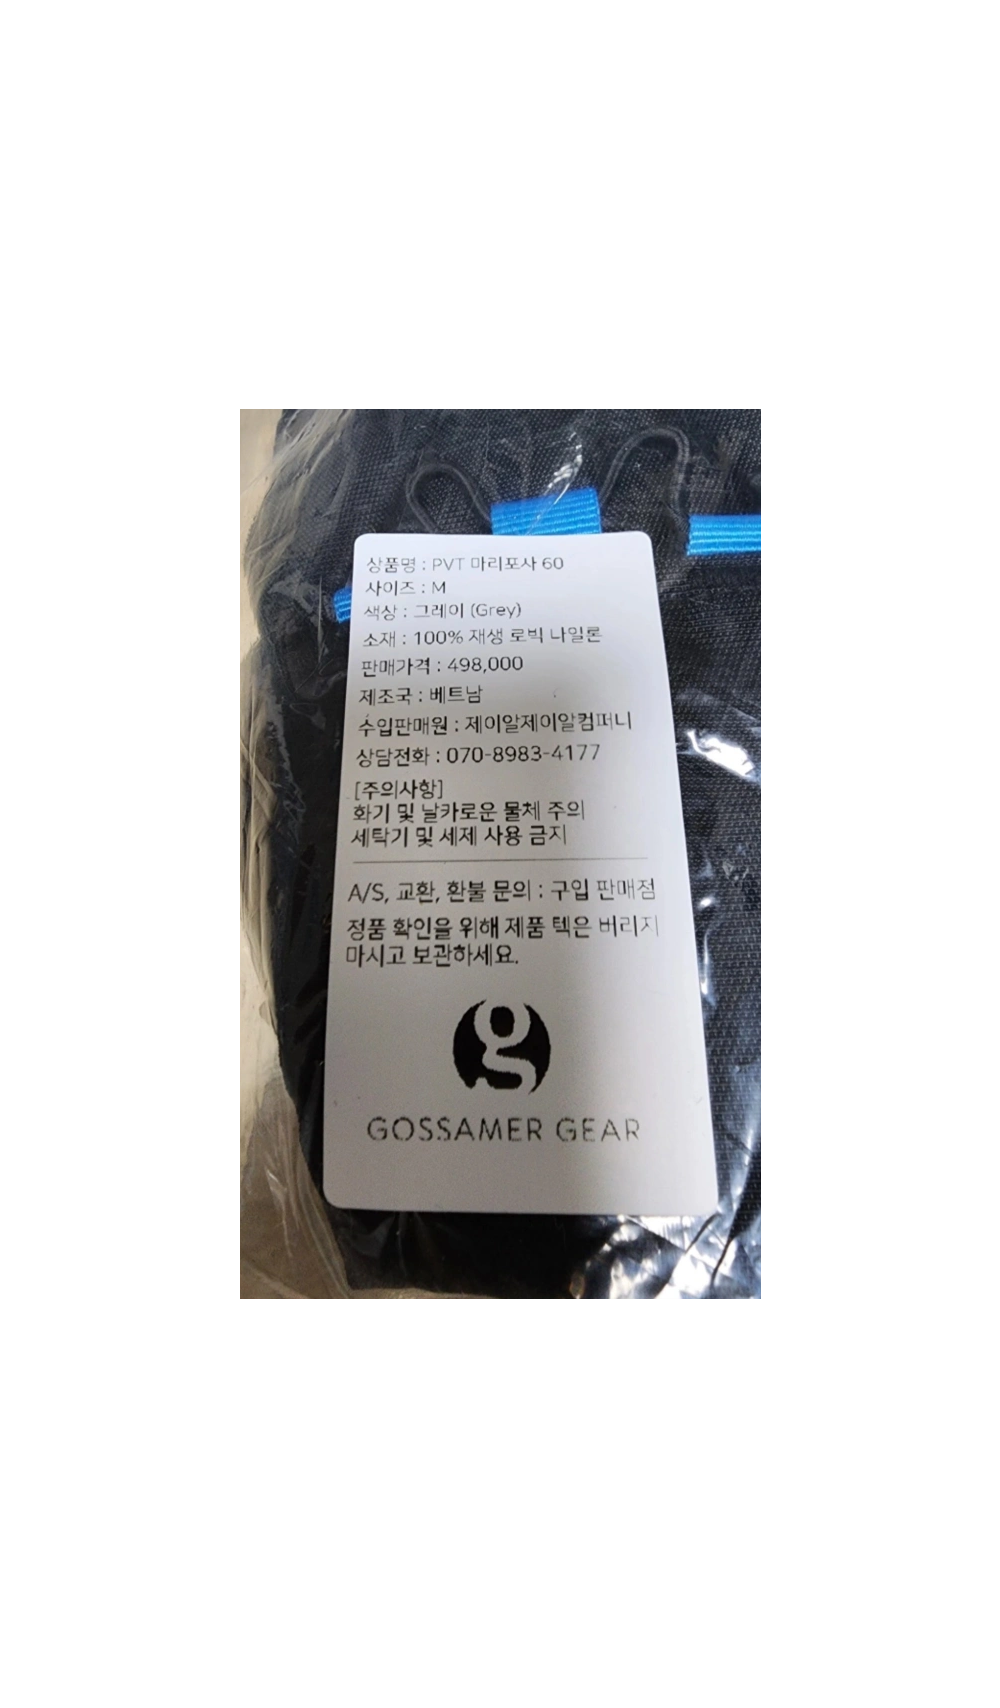 상품명 : PVT 마리포사 60
사이즈 : M
색상 : 그레이 (Grey)
소재 : 100% 재생 로빅 나일론
판매가격 : 498,000
제조국 : 베트남
수입판매원 : 제이알제이알컴퍼니
상담전화 : 070-8983-4177
[주의사항]
화기 및 날카로운 물체 주의
세탁기 및 세제 사용 금지
A/S, 교환, 환불 문의 : 구입 판매점
정품 확인을 위해 제품 텍은 버리지
마시고 보관하세요.
g
GOSSAMER GEAR